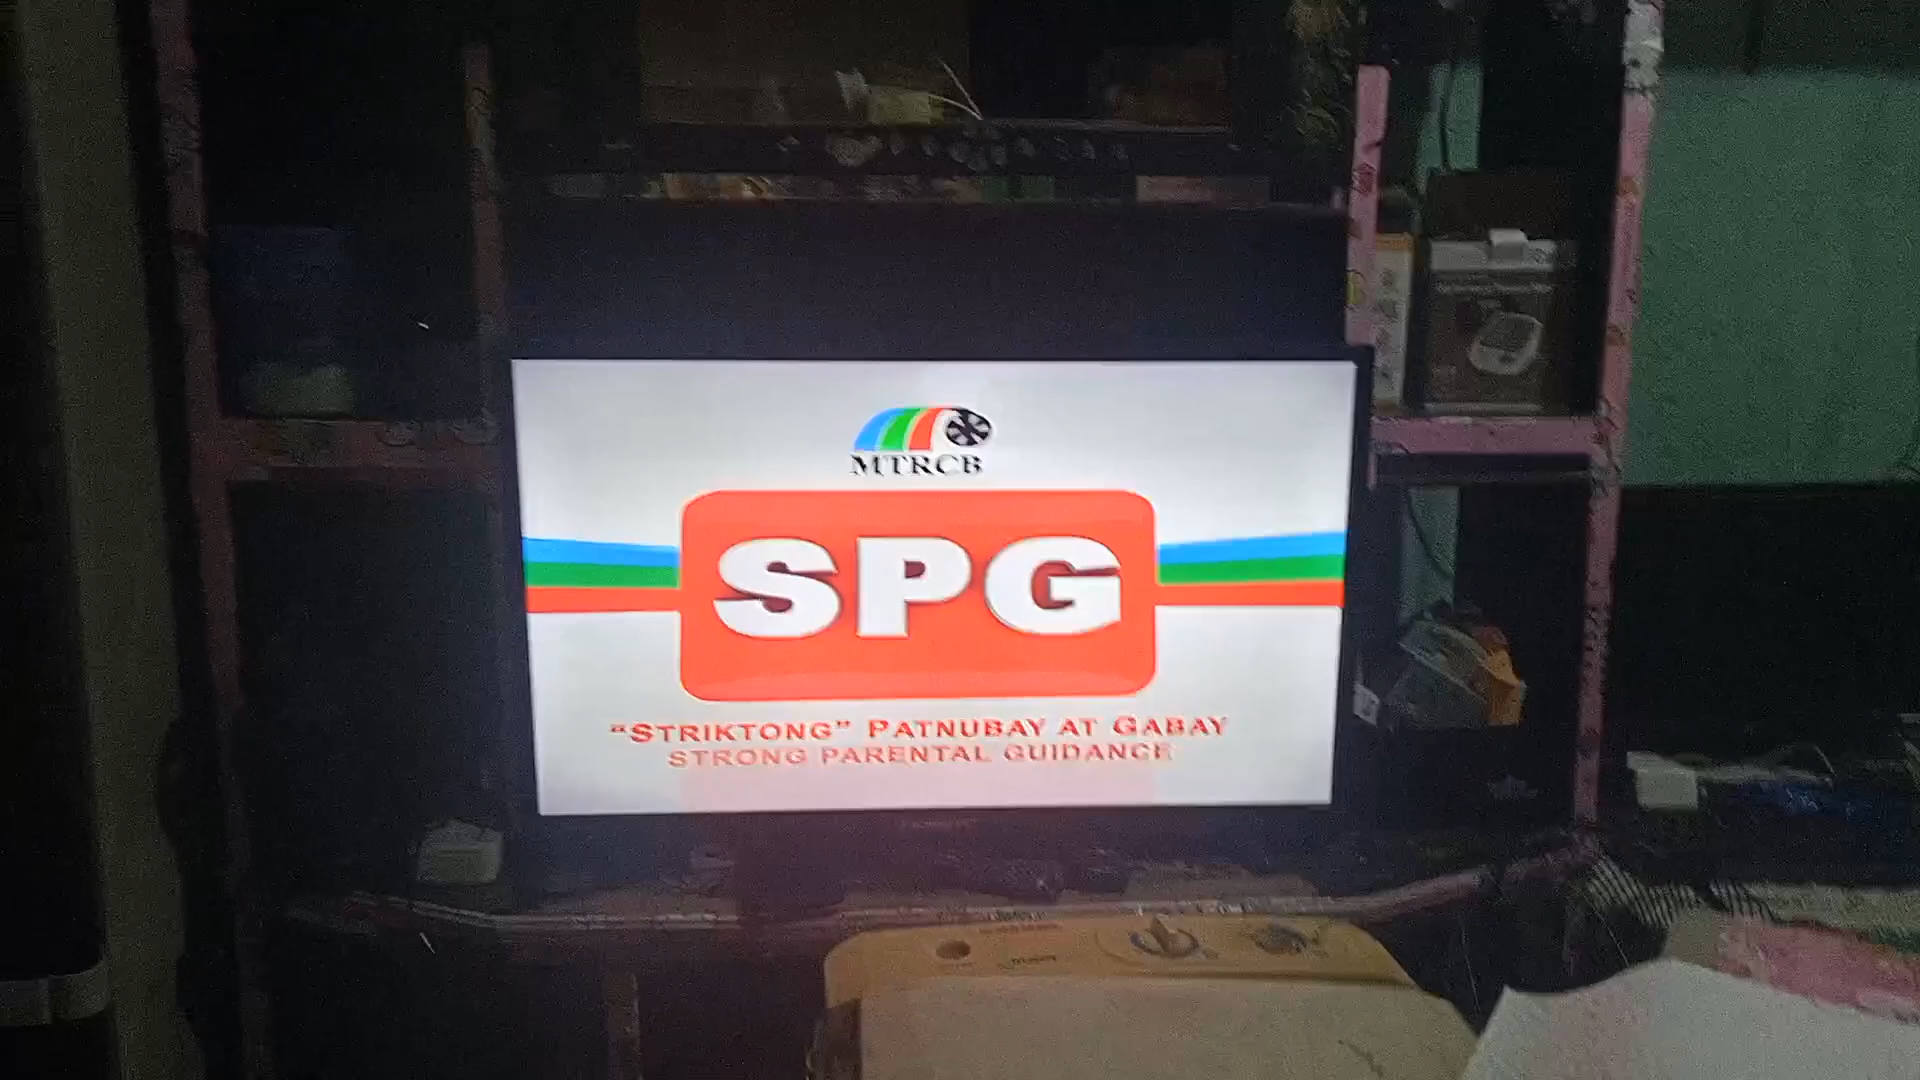 MTRCB
SPG
"STRIKTONG" PATNUBAY AT GABAY
STRONG PARENTAL GUIDANCE